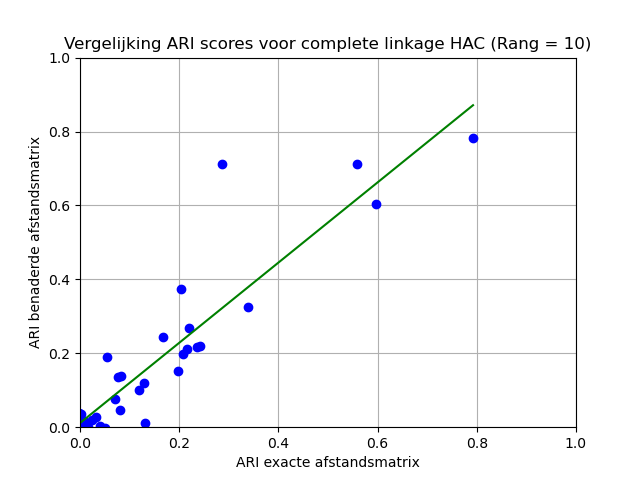 Vergelijking ARI scores voor complete linkage HAC (Rang = 10)
1.0
0.8
0.6
0.4
0.2
0.0
ARI benaderde afstandsmatrix
0.0 0.2 0.4 0.6 0.8 1.0
ARI exacte afstandsmatrix